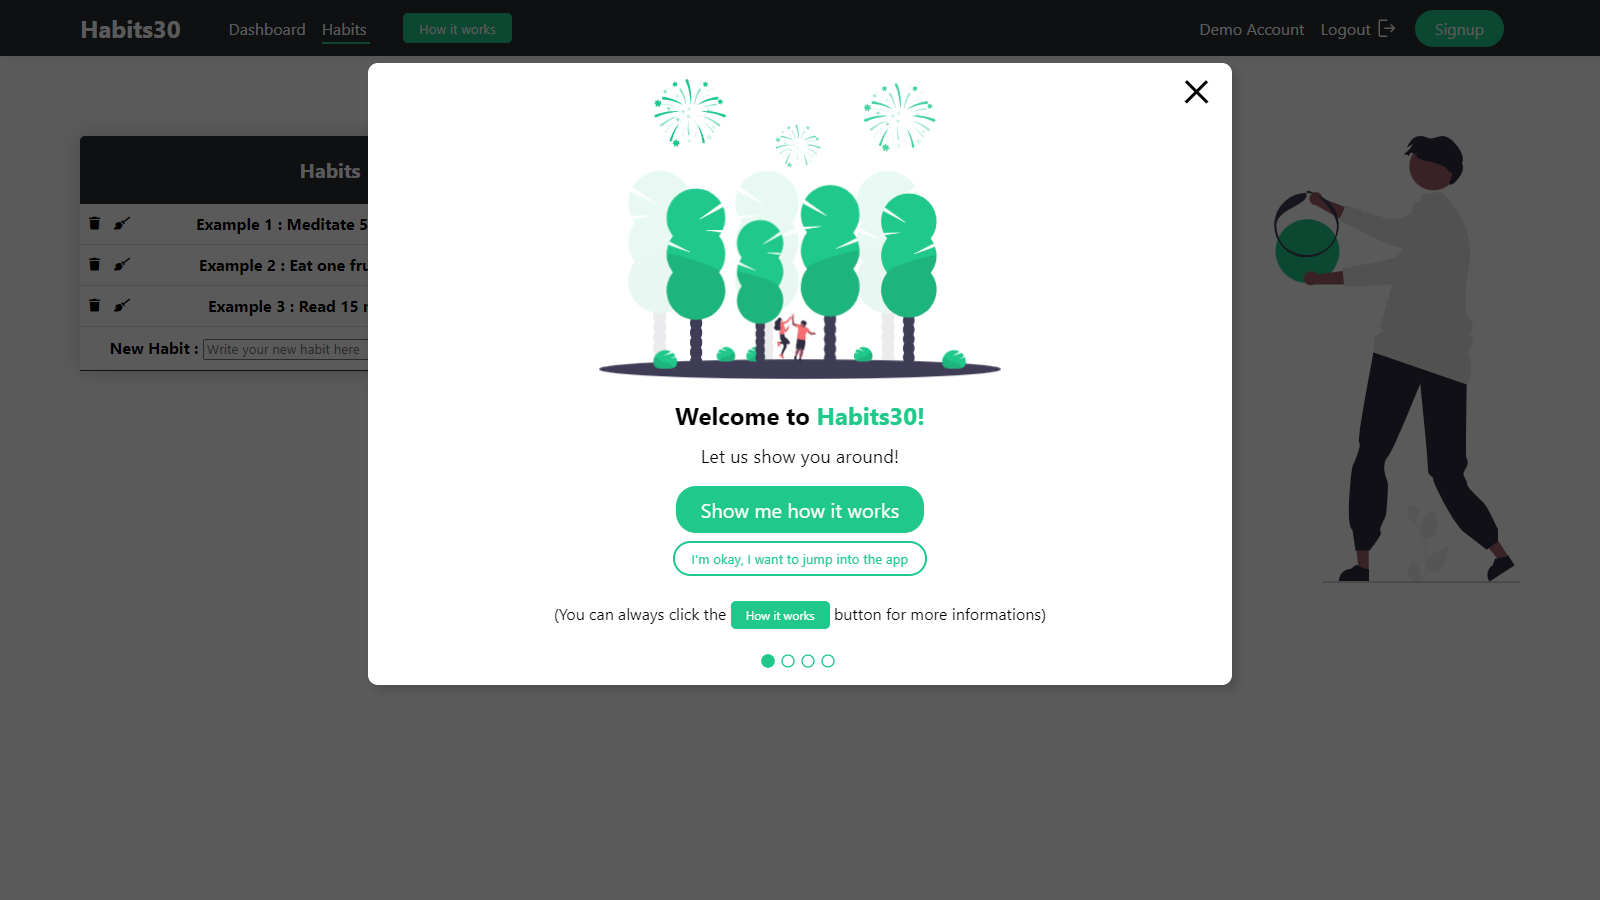 Habits30 Dashboard Habits How it works Demo Account Logout Signup
Habits
Example 1 : Meditate 5
Example 2 : Eat one
Example 3 : Read 15
New Habit : Write your new habit here
Welcome to Habits30!
Let us show you around!
Show me how it works
I'm okay, I want to jump into the app
(You can always click the How it works button for more informations)